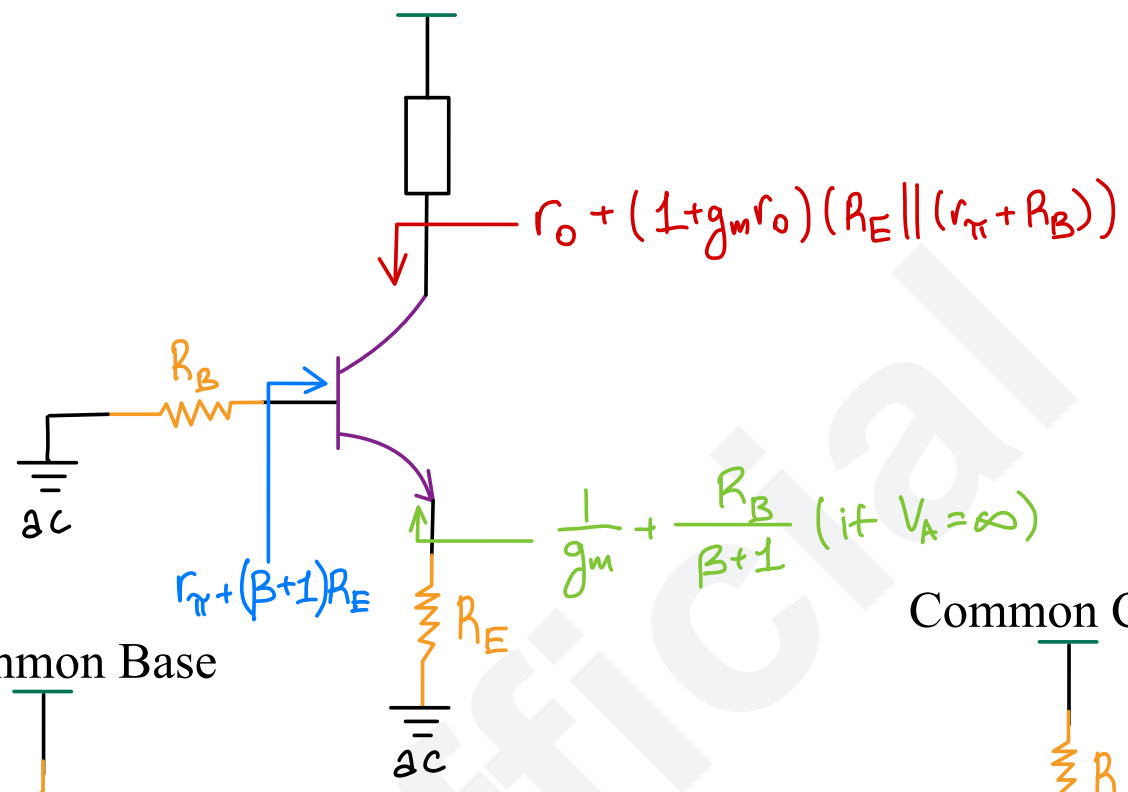 r₀ + (1+gₘr₀)(R_E||(r_π+R_B))
R_B
ac
1/gₘ + R_B/(β+1) (if V_A=∞)
r_π+(β+1)R_E
R_E
Common C
mmon Base
ac
R
fficial